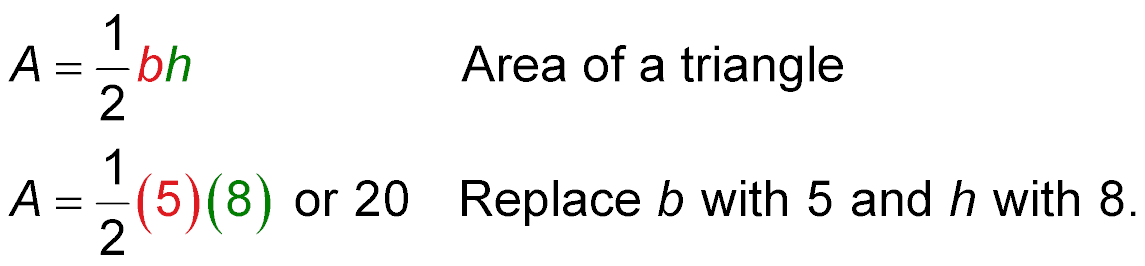 A = 1/2 bh Area of a triangle
A = 1/2 (5)(8) or 20 Replace b with 5 and h with 8.